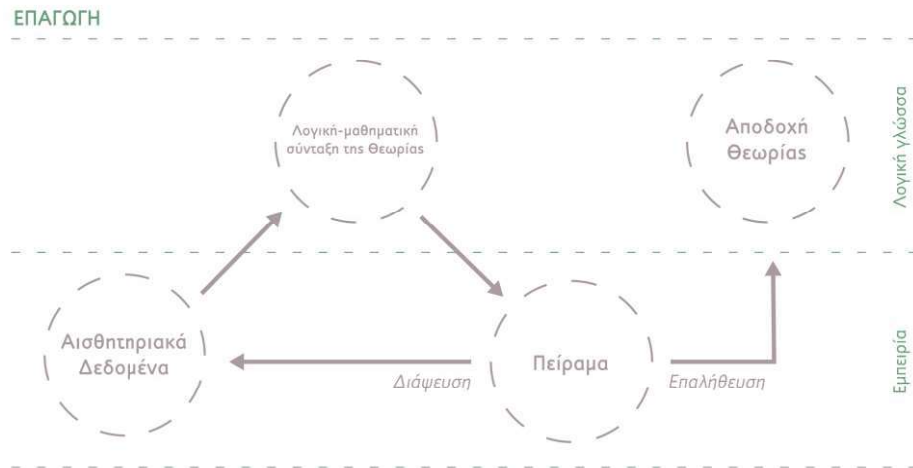 ΕΠΑΓΩΓΗ
Λογική-μαθηματική
σύνταξη της Θεωρίας
Αποδοχή
Θεωρίας
Λογική γλώσσα
Αισθητηριακά
Δεδομένα
Διάψευση
Πείραμα
Επαλήθευση
Εμπειρία